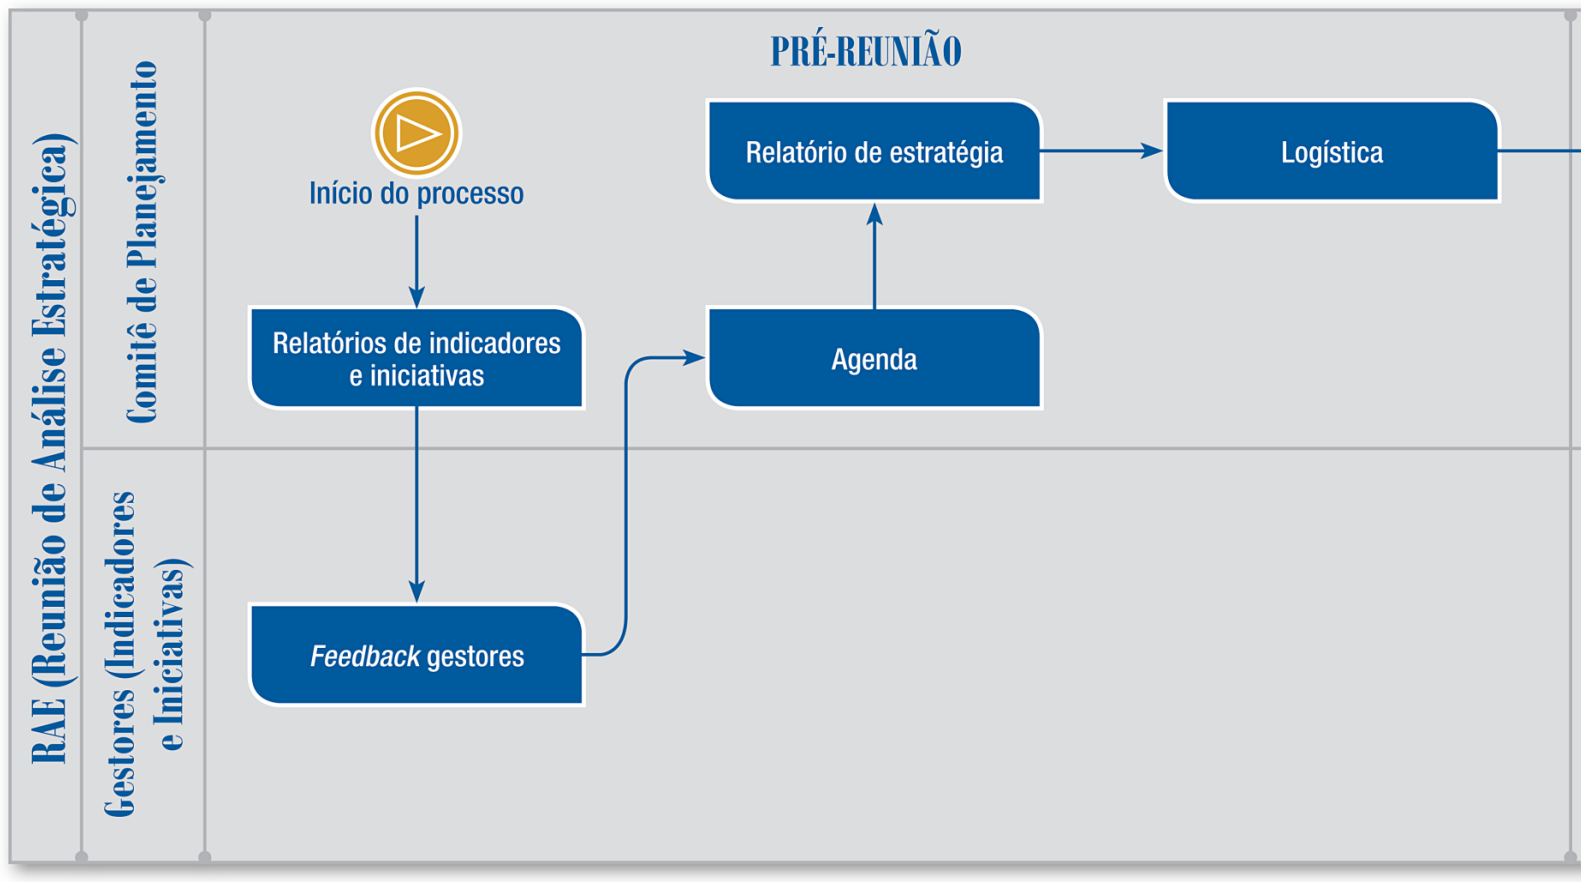 RAE (Reunião de Análise Estratégica)
Comitê de Planejamento
Gestores (Indicadores
e Iniciativas)
PRÉ-REUNIÃO
Início do processo
Relatórios de indicadores
e iniciativas
Feedback gestores
Agenda
Relatório de estratégia
Logística